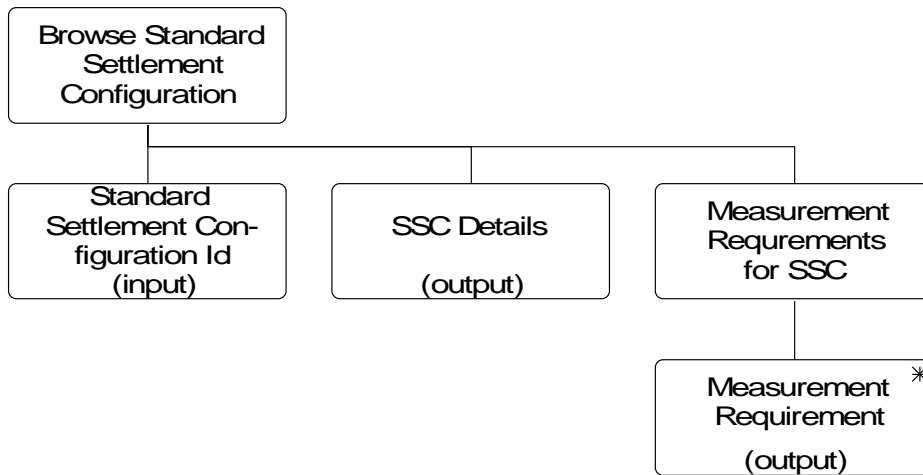 Browse Standard
Settlement
Configuration
Standard
Settlement Con-
figuration Id
(input)
SSC Details
(output)
Measurement
Requrements
for SSC
Measurement
Requirement
(output)
*